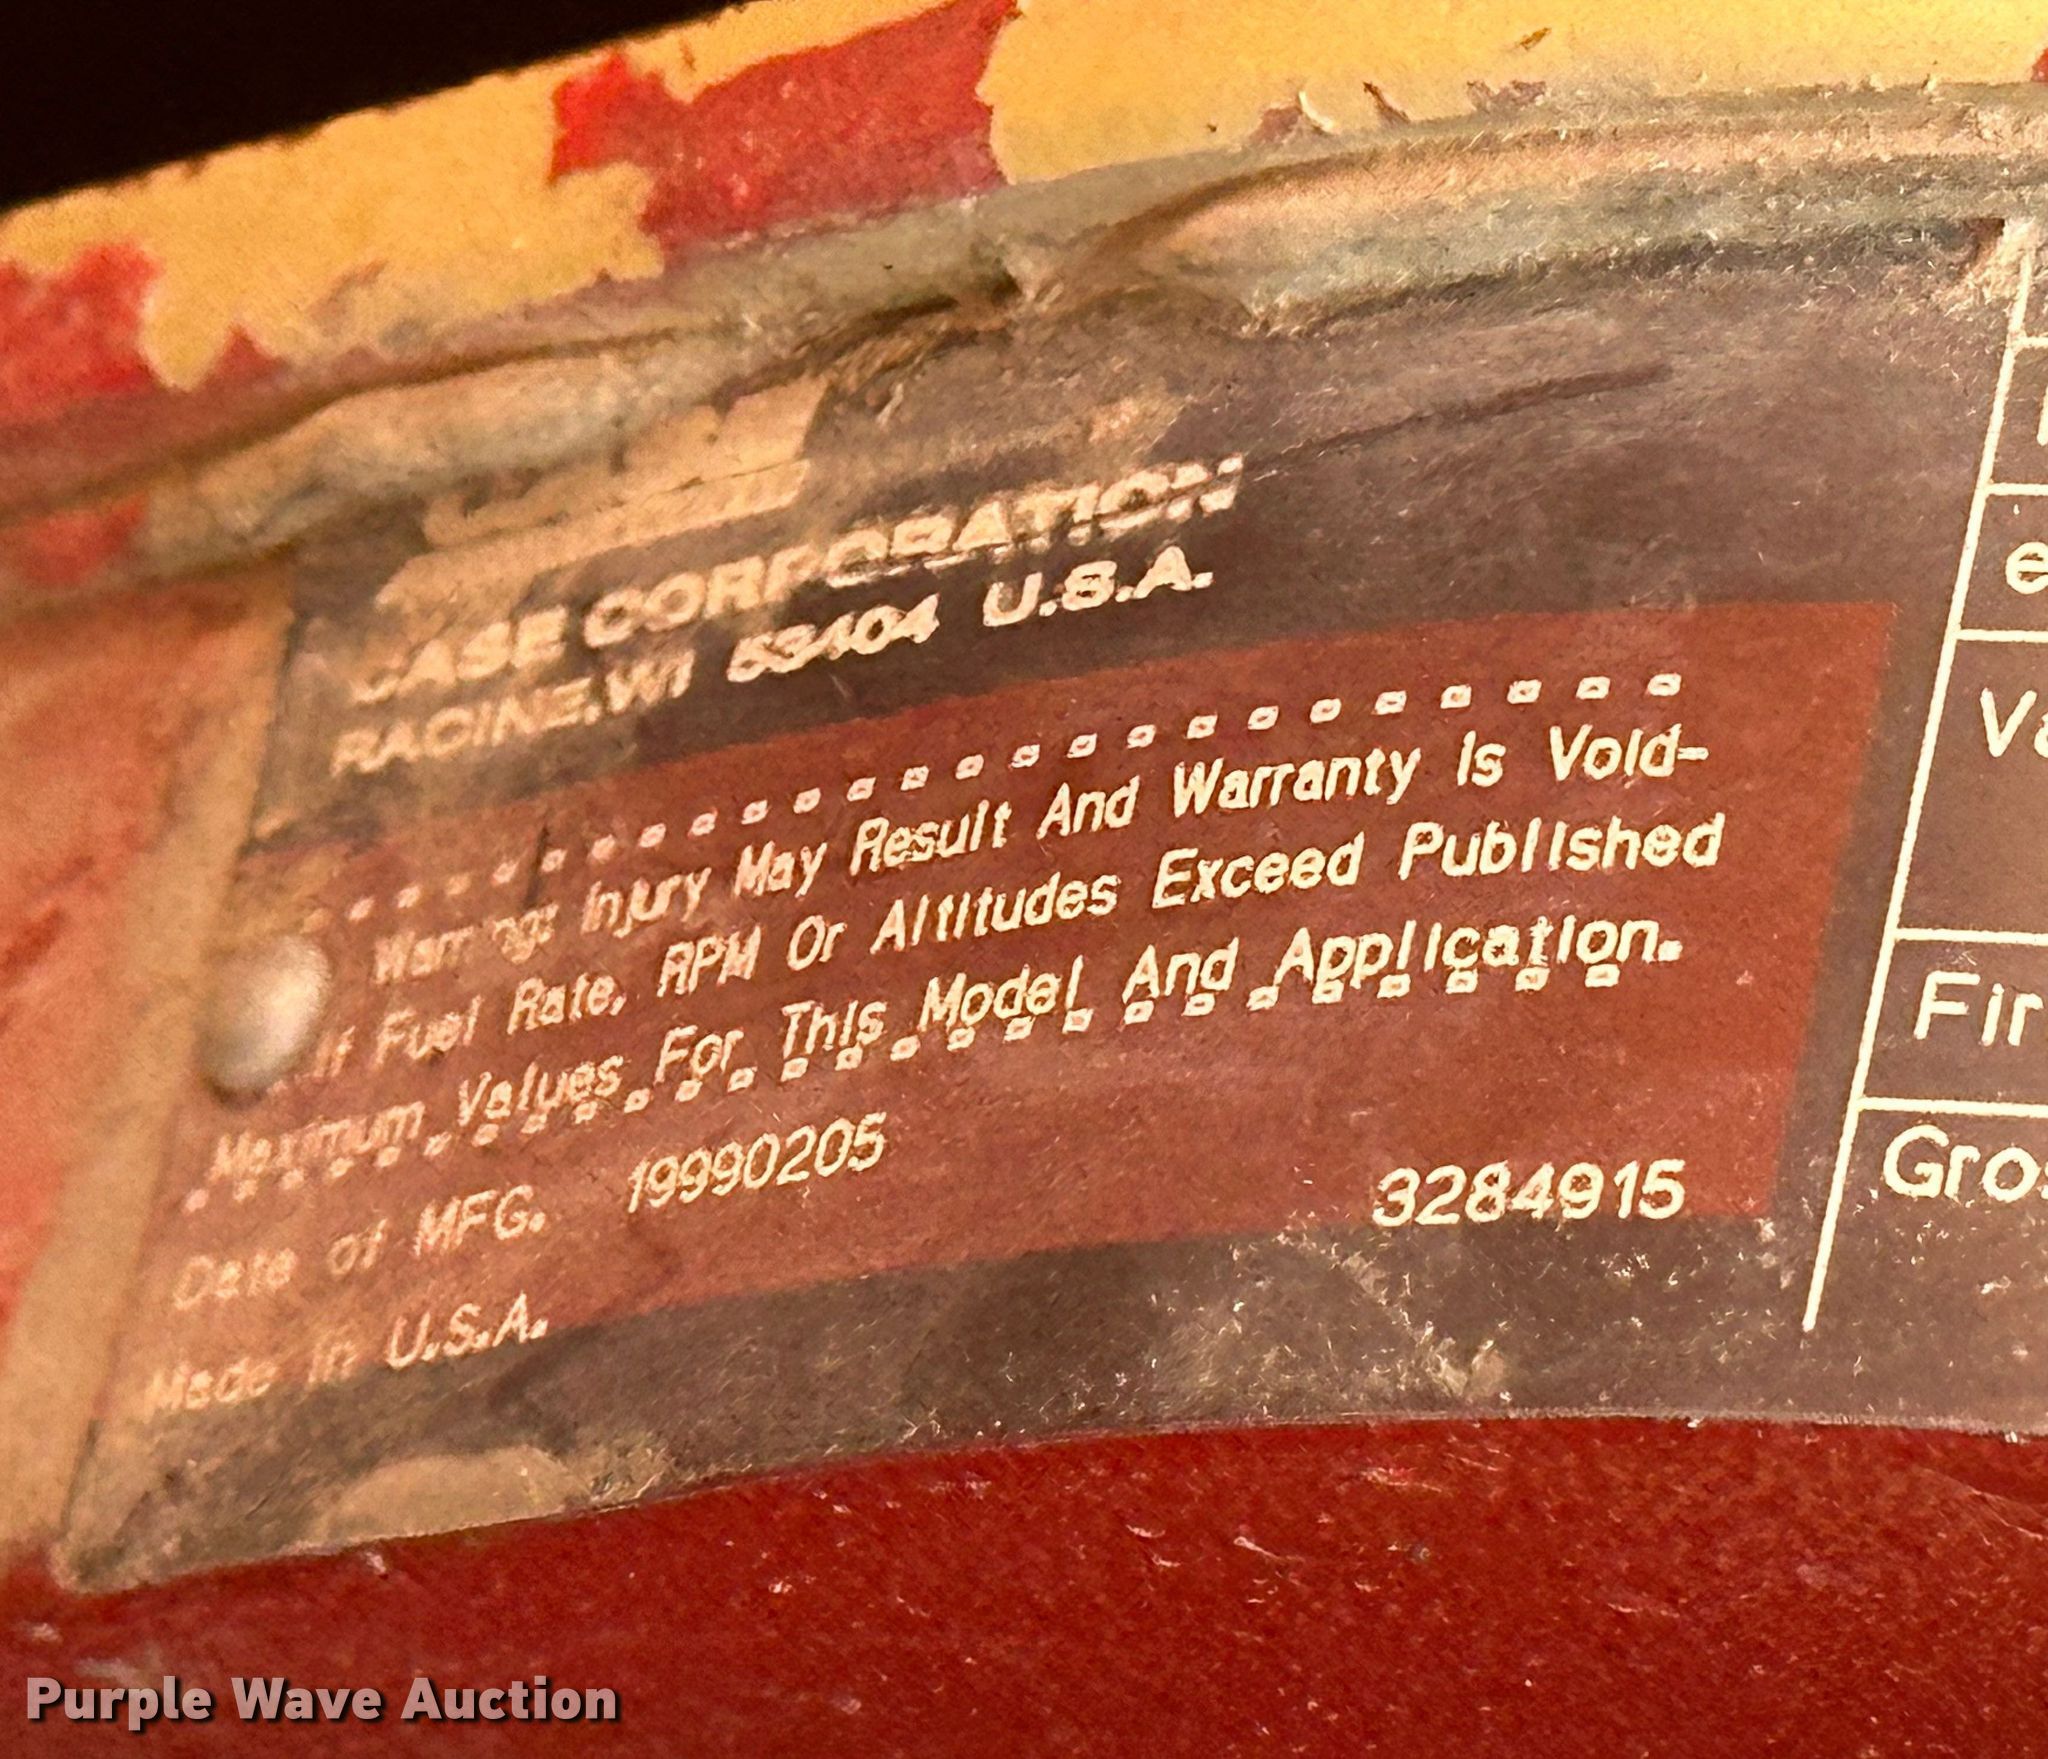 CASE CORPORATION
RACINE, WI 53404 U.S.A.
Warning: Injury May Result And Warranty Is Void-
If Fuel Rate, RPM Or Altitudes Exceed Published
Maximum Values For This Model And Application.
Date of MFG. 19990205
3284915
Made In U.S.A.
e
Va
Fir
Gros
Purple Wave Auction